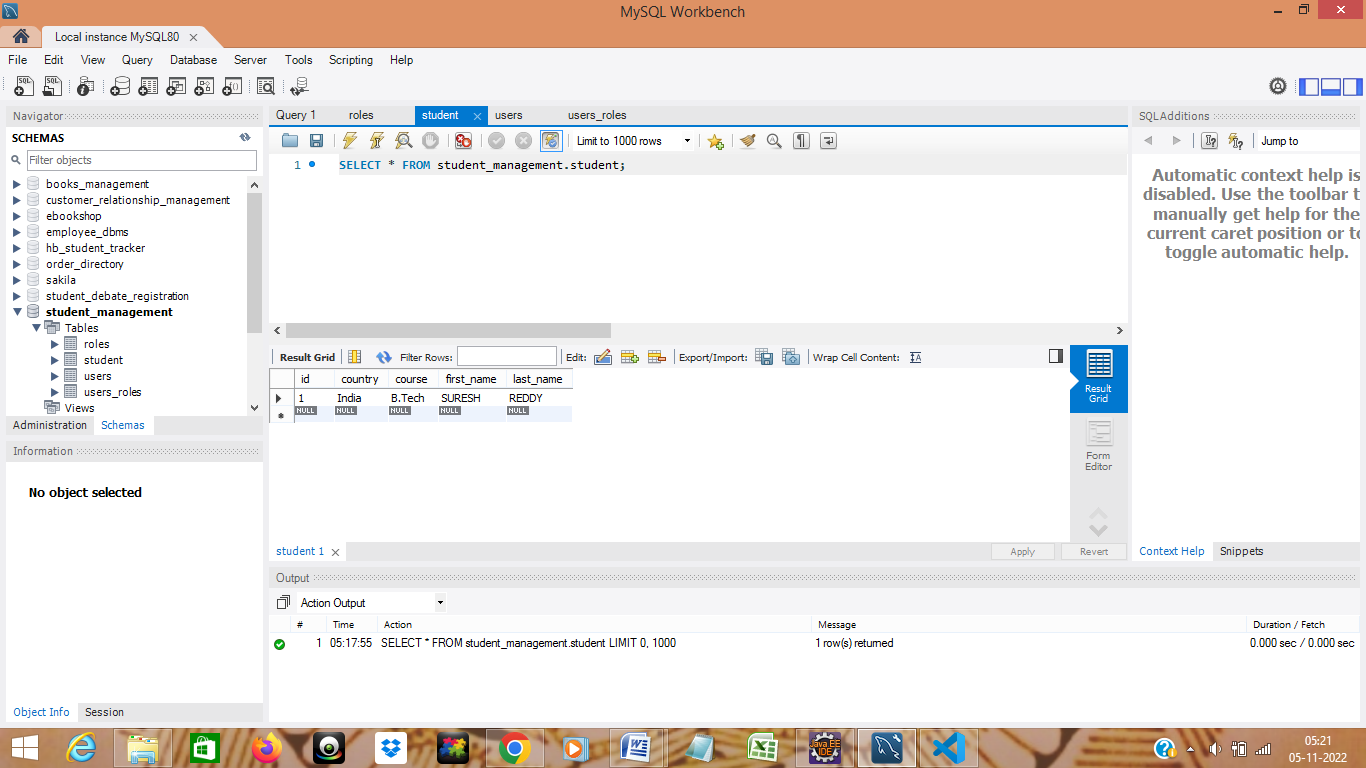 MySQL Workbench
Local instance MySQL80
File Edit View Query Database Server Tools Scripting Help
Navigator
SCHEMAS
Filter objects
books_management
customer_relationship_management
ebookshop
employee_dbms
hb_student_tracker
order_directory
sakila
student_debate_registration
student_management
Tables
roles
student
users
users_roles
Views
Administration Schemas
Information
No object selected
Object Info Session
Query 1 roles student users users_roles
Limit to 1000 rows
1 SELECT * FROM student_management.student;
Result Grid Filter Rows: Edit: Export/Import: Wrap Cell Content:
id country course first_name last_name
1 India B.Tech SURESH REDDY
NULL NULL NULL NULL NULL
Result
Grid
Form
Editor
student 1 Apply Revert
SQLAdditions
Jump to
Automatic context help is
disabled. Use the toolbar t
manually get help for the
current caret position or to
toggle automatic help.
Context Help Snippets
Output
Action Output
# Time Action Message Duration / Fetch
1 05:17:55 SELECT * FROM student_management.student LIMIT 0, 1000 1 row(s) returned 0.000 sec / 0.000 sec
Java EE
IDE
05:21
05-11-2022